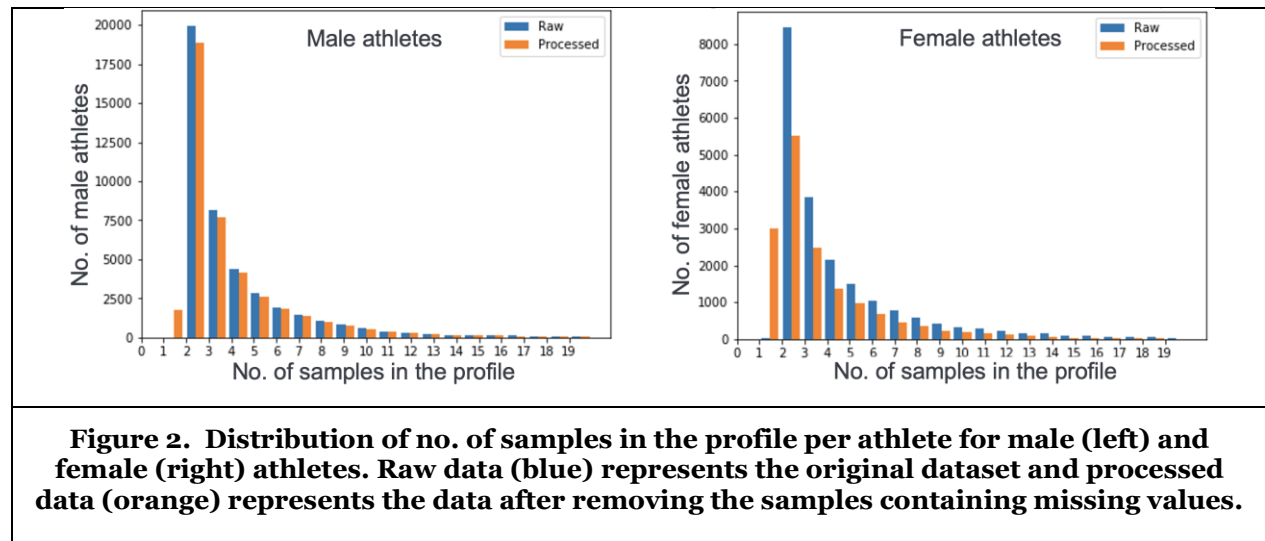 20000
17500
15000
12500
10000
7500
5000
2500
0
No. of male athletes
Male athletes
Raw
Processed
0 1 2 3 4 5 6 7 8 9 10 11 12 13 14 15 16 17 18 19
No. of samples in the profile
8000
7000
6000
5000
4000
3000
2000
1000
0
No. of female athletes
Female athletes
Raw
Processed
0 1 2 3 4 5 6 7 8 9 10 11 12 13 14 15 16 17 18 19
No. of samples in the profile
Figure 2. Distribution of no. of samples in the profile per athlete for male (left) and
female (right) athletes. Raw data (blue) represents the original dataset and processed
data (orange) represents the data after removing the samples containing missing values.